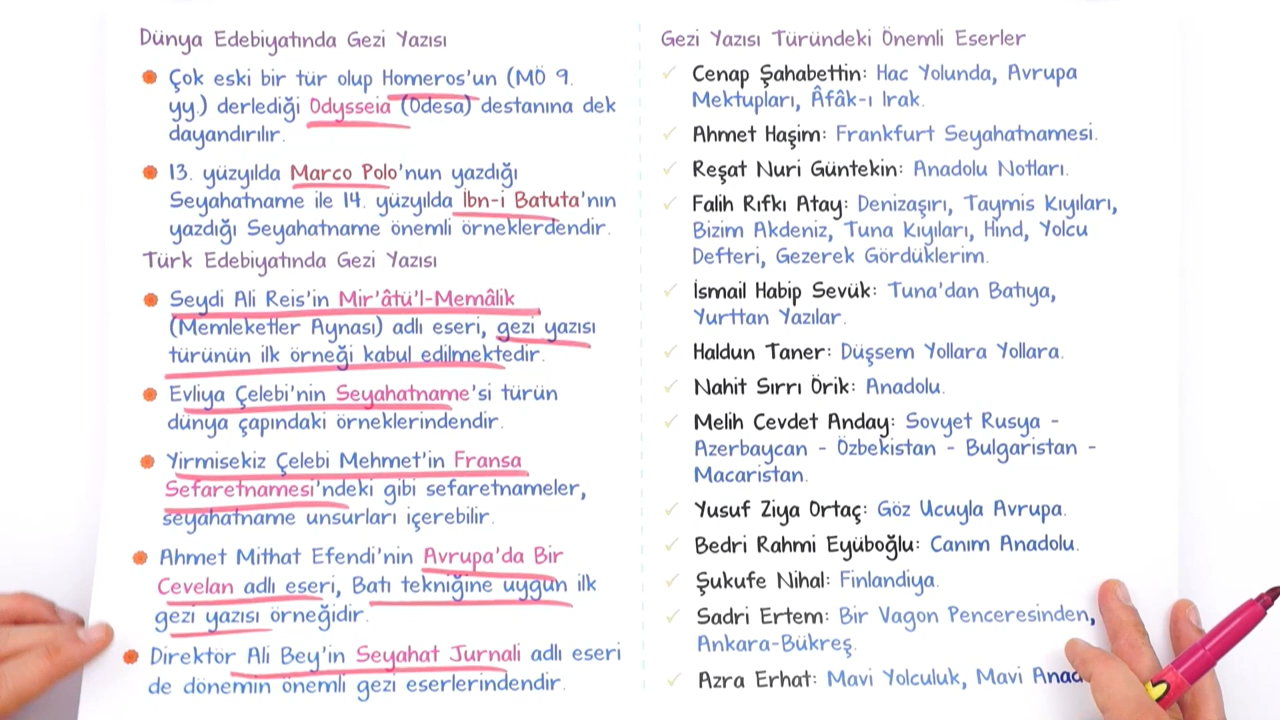 Dünya Edebiyatında Gezi Yazısı
Çok eski bir tür olup Homeros'un (MÖ 9.
yy.) derlediği Odysseia (Odesa) destanına dek
dayandırılır.
13. yüzyılda Marco Polo'nun yazdığı
Seyahatname ile 14. yüzyılda İbn-i Batuta'nın
yazdığı Seyahatname önemli örneklerdendir.
Türk Edebiyatında Gezi Yazısı
Seydi Ali Reis'in Mir'âtü'l-Memâlik
(Memleketler Aynası) adlı eseri, gezi yazısı
türünün ilk örneği kabul edilmektedir.
Evliya Çelebi'nin Seyahatname'si türün
dünya çapındaki örneklerindendir.
Yirmisekiz Çelebi Mehmet'in Fransa
Sefaretnamesi'ndeki gibi sefaretnameler,
seyahatname unsurları içerebilir.
Ahmet Mithat Efendi'nin Avrupa'da Bir
Cevelan adlı eseri, Batı tekniğine uygun ilk
gezi yazısı örneğidir.
Direktör Ali Bey'in Seyahat Jurnali adlı eseri
de dönemin önemli gezi eserlerindendir.
Gezi Yazısı Türündeki Önemli Eserler
Cenap Şahabettin: Hac Yolunda, Avrupa
Mektupları, Âfâk-ı Irak.
Ahmet Haşim: Frankfurt Seyahatnamesi.
Reşat Nuri Güntekin: Anadolu Notları.
Falih Rıfkı Atay: Denizaşırı, Taymis Kıyıları,
Bizim Akdeniz, Tuna Kıyıları, Hind, Yolcu
Defteri, Gezerek Gördüklerim.
İsmail Habip Sevük: Tuna'dan Batıya,
Yurttan Yazılar.
Haldun Taner: Düşsem Yollara Yollara.
Nahit Sırrı Örik: Anadolu.
Melih Cevdet Anday: Sovyet Rusya -
Azerbaycan - Özbekistan - Bulgaristan -
Macaristan.
Yusuf Ziya Ortaç: Göz Ucuyla Avrupa.
Bedri Rahmi Eyüboğlu: Canım Anadolu.
Şukufe Nihal: Finlandiya.
Sadri Ertem: Bir Vagon Penceresinden,
Ankara-Bükreş.
Azra Erhat: Mavi Yolculuk, Mavi